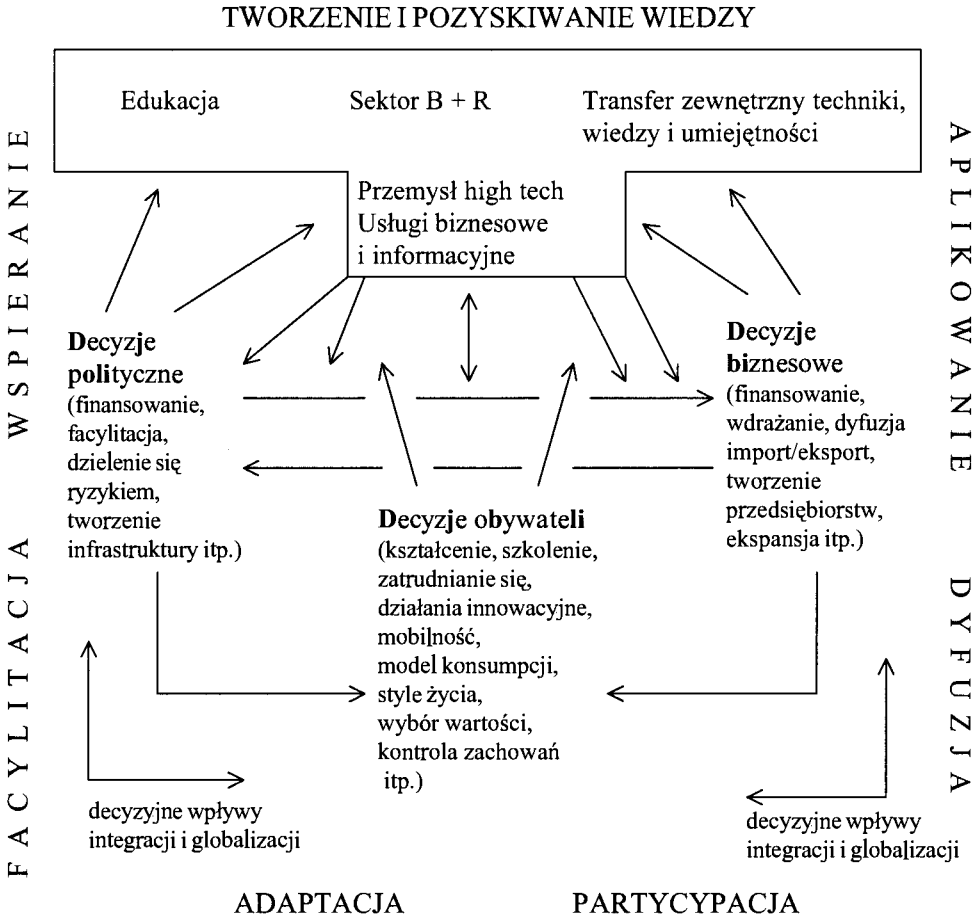 TWORZENIE I POZYSKIWANIE WIEDZY
Edukacja
Sektor B + R
Transfer zewnętrzny techniki,
wiedzy i umiejętności
Przemysł high tech
Usługi biznesowe
i informacyjne
WSPIERANIE
APLIKOWANIE
Decyzje
polityczne
(finansowanie,
facylitacja,
dzielenie się
ryzykiem,
tworzenie
infrastruktury itp.)
Decyzje
biznesowe
(finansowanie,
wdrażanie, dyfuzja
import/eksport,
tworzenie
przedsiębiorstw,
ekspansja itp.)
Decyzje obywateli
(kształcenie, szkolenie,
zatrudnianie się,
działania innowacyjne,
mobilność,
model konsumpcji,
style życia,
wybór wartości,
kontrola zachowań
itp.)
FACYLITACJA
DYFUZJA
decyzyjne wpływy
integracji i globalizacji
decyzyjne wpływy
integracji i globalizacji
ADAPTACJA
PARTYCYPACJA